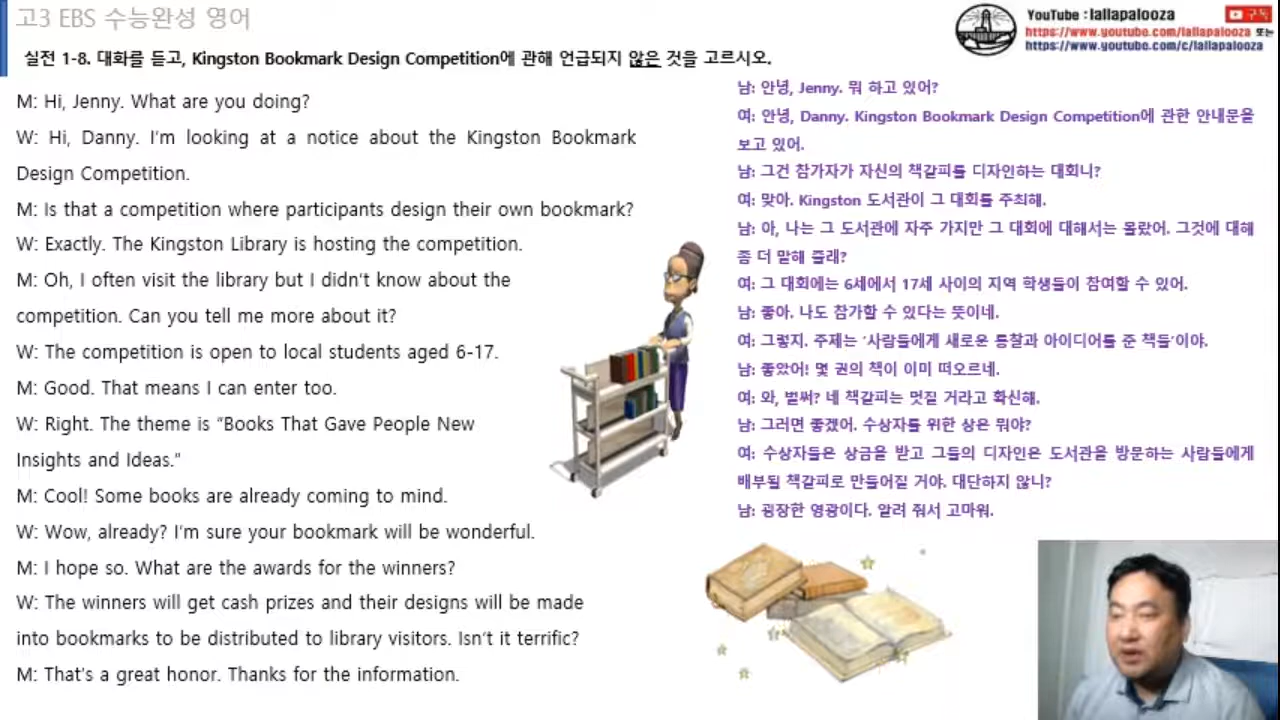 고3 EBS 수능완성 영어
YouTube : lallapalooza
구독
https://www.youtube.com/lallapalooza 또는
https://www.youtube.com/c/lallapalooza
실전 1-8. 대화를 듣고, Kingston Bookmark Design Competition에 관해 언급되지 않은 것을 고르시오.
M: Hi, Jenny. What are you doing?
W: Hi, Danny. I'm looking at a notice about the Kingston Bookmark
Design Competition.
M: Is that a competition where participants design their own bookmark?
W: Exactly. The Kingston Library is hosting the competition.
M: Oh, I often visit the library but I didn't know about the
competition. Can you tell me more about it?
W: The competition is open to local students aged 6-17.
M: Good. That means I can enter too.
W: Right. The theme is “Books That Gave People New
Insights and Ideas.”
M: Cool! Some books are already coming to mind.
W: Wow, already? I'm sure your bookmark will be wonderful.
M: I hope so. What are the awards for the winners?
W: The winners will get cash prizes and their designs will be made
into bookmarks to be distributed to library visitors. Isn't it terrific?
M: That's a great honor. Thanks for the information.
남: 안녕, Jenny. 뭐 하고 있어?
여: 안녕, Danny. Kingston Bookmark Design Competition에 관한 안내문을
보고 있어.
남: 그건 참가자가 자신의 책갈피를 디자인하는 대회니?
여: 맞아. Kingston 도서관이 그 대회를 주최해.
남: 아, 나는 그 도서관에 자주 가지만 그 대회에 대해서는 몰랐어. 그것에 대해
좀 더 말해 줄래?
여: 그 대회에는 6세에서 17세 사이의 지역 학생들이 참여할 수 있어.
남: 좋아. 나도 참가할 수 있다는 뜻이네.
여: 그렇지. 주제는 ‘사람들에게 새로운 통찰과 아이디어를 준 책들’이야.
남: 좋았어! 몇 권의 책이 이미 떠오르네.
여: 와, 벌써? 네 책갈피는 멋질 거라고 확신해.
남: 그러면 좋겠어. 수상자를 위한 상은 뭐야?
여: 수상자들은 상금을 받고 그들의 디자인은 도서관을 방문하는 사람들에게
배부될 책갈피로 만들어질 거야. 대단하지 않니?
남: 굉장한 영광이다. 알려 줘서 고마워.